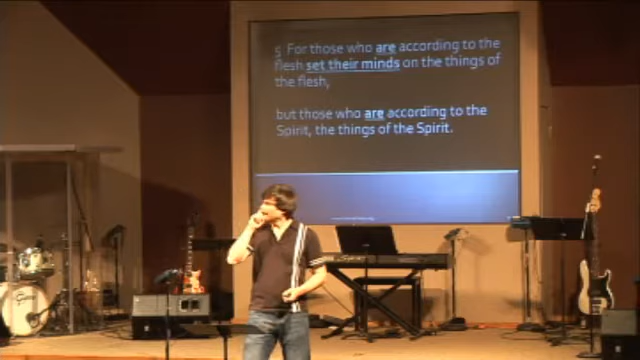 5 For those who are according to the
flesh set their minds on the things of
the flesh,
but those who are according to the
Spirit, the things of the Spirit.